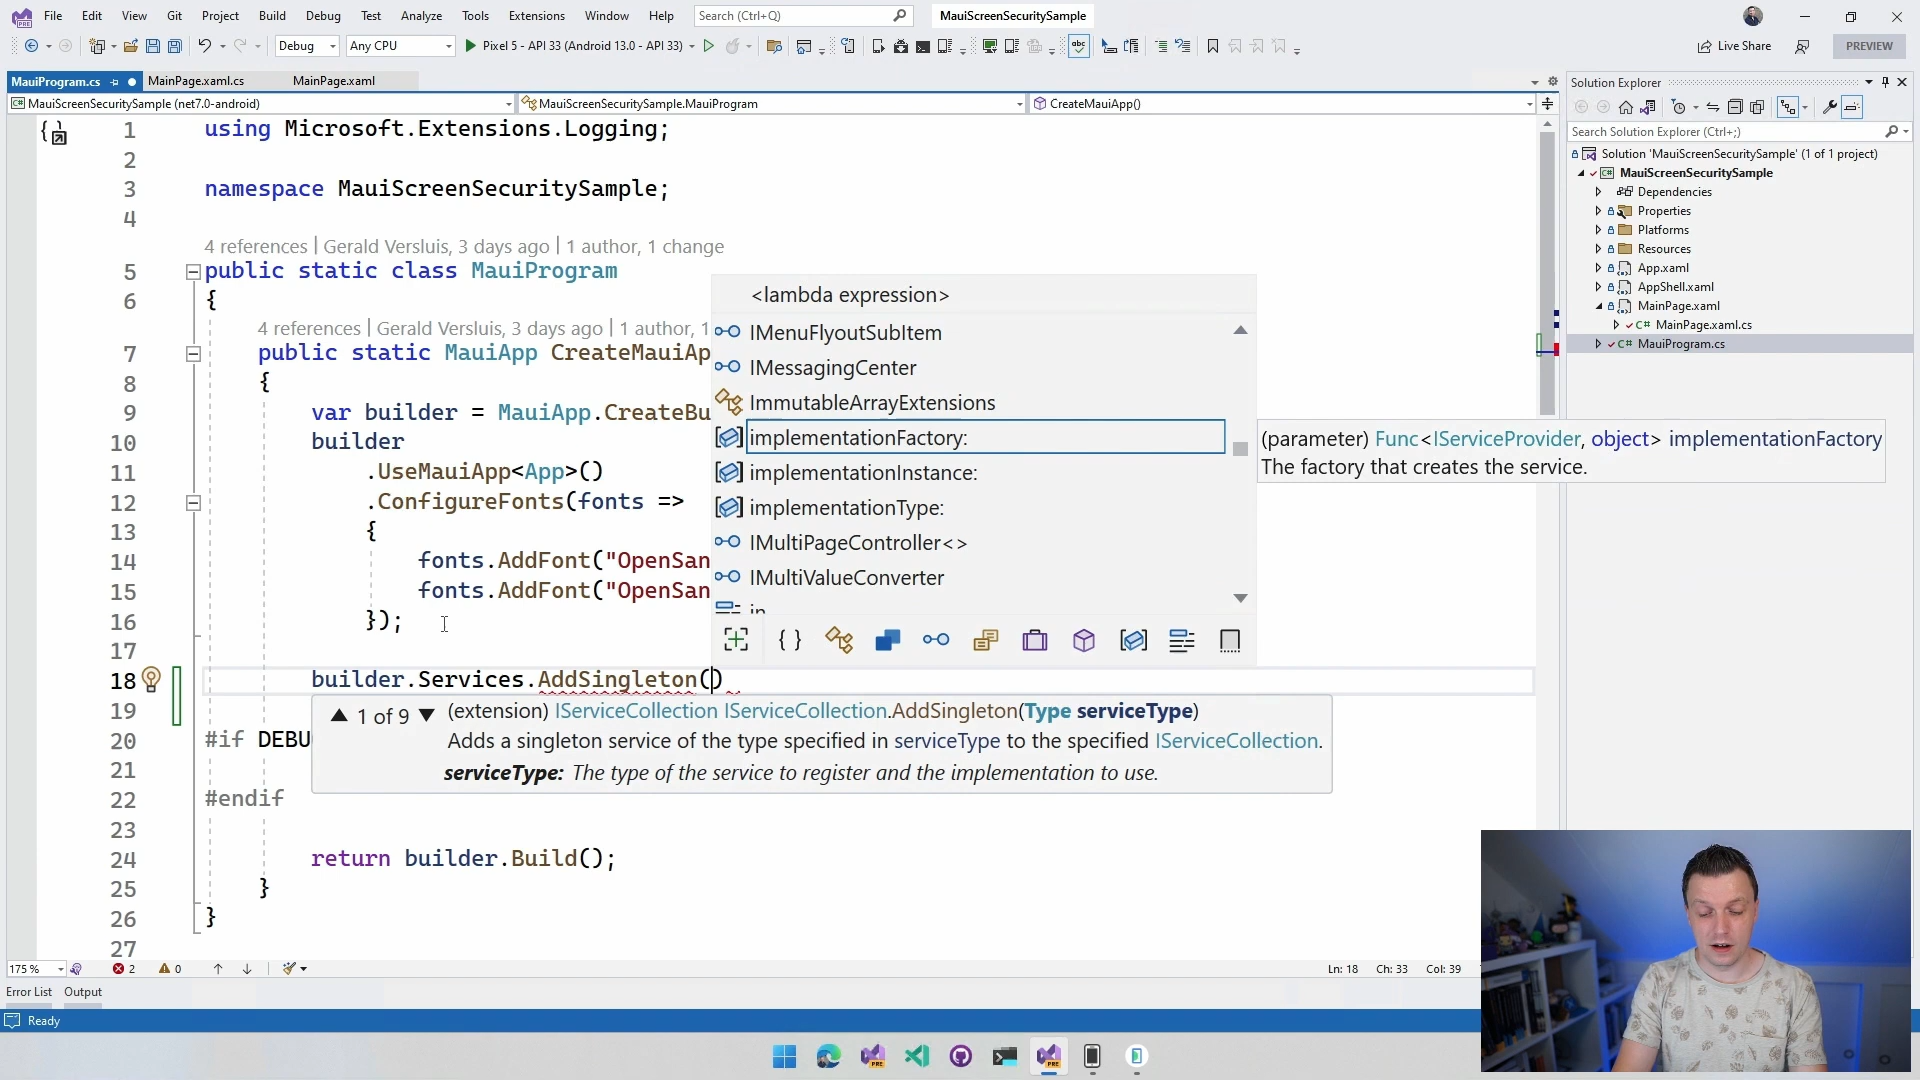 File Edit View Git Project Build Debug Test Analyze Tools Extensions Window Help Search (Ctrl+Q) MauiScreenSecuritySample
Debug Any CPU Pixel 5 - API 33 (Android 13.0 - API 33) Live Share PREVIEW
MauiProgram.cs MainPage.xaml.cs MainPage.xaml
MauiScreenSecuritySample (net7.0-android) MauiScreenSecuritySample.MauiProgram CreateMauiApp()
1 using Microsoft.Extensions.Logging;
2
3 namespace MauiScreenSecuritySample;
4
4 references | Gerald Versluis, 3 days ago | 1 author, 1 change
5 public static class MauiProgram
6 {
4 references | Gerald Versluis, 3 days ago | 1 author, 1
7 public static MauiApp CreateMauiAp
8 {
9 var builder = MauiApp.CreateBu
10 builder
11 .UseMauiApp<App>()
12 .ConfigureFonts(fonts =>
13 {
14 fonts.AddFont("OpenSan
15 fonts.AddFont("OpenSan
16 });
17
18 builder.Services.AddSingleton()
19
20 #if DEBU
21
22 #endif
23
24 return builder.Build();
25 }
26 }
27
<lambda expression>
IMenuFlyoutSubItem
IMessagingCenter
ImmutableArrayExtensions
implementationFactory:
implementationInstance:
implementationType:
IMultiPageController<>
IMultiValueConverter
in
(parameter) Func<IServiceProvider, object> implementationFactory
The factory that creates the service.
1 of 9 (extension) IServiceCollection IServiceCollection.AddSingleton(Type serviceType)
Adds a singleton service of the type specified in serviceType to the specified IServiceCollection.
serviceType: The type of the service to register and the implementation to use.
Solution Explorer
Search Solution Explorer (Ctrl+;)
Solution 'MauiScreenSecuritySample' (1 of 1 project)
MauiScreenSecuritySample
Dependencies
Properties
Platforms
Resources
App.xaml
AppShell.xaml
MainPage.xaml
C# MainPage.xaml.cs
C# MauiProgram.cs
175 % 2 0 Ln: 18 Ch: 33 Col: 39
Error List Output
Ready